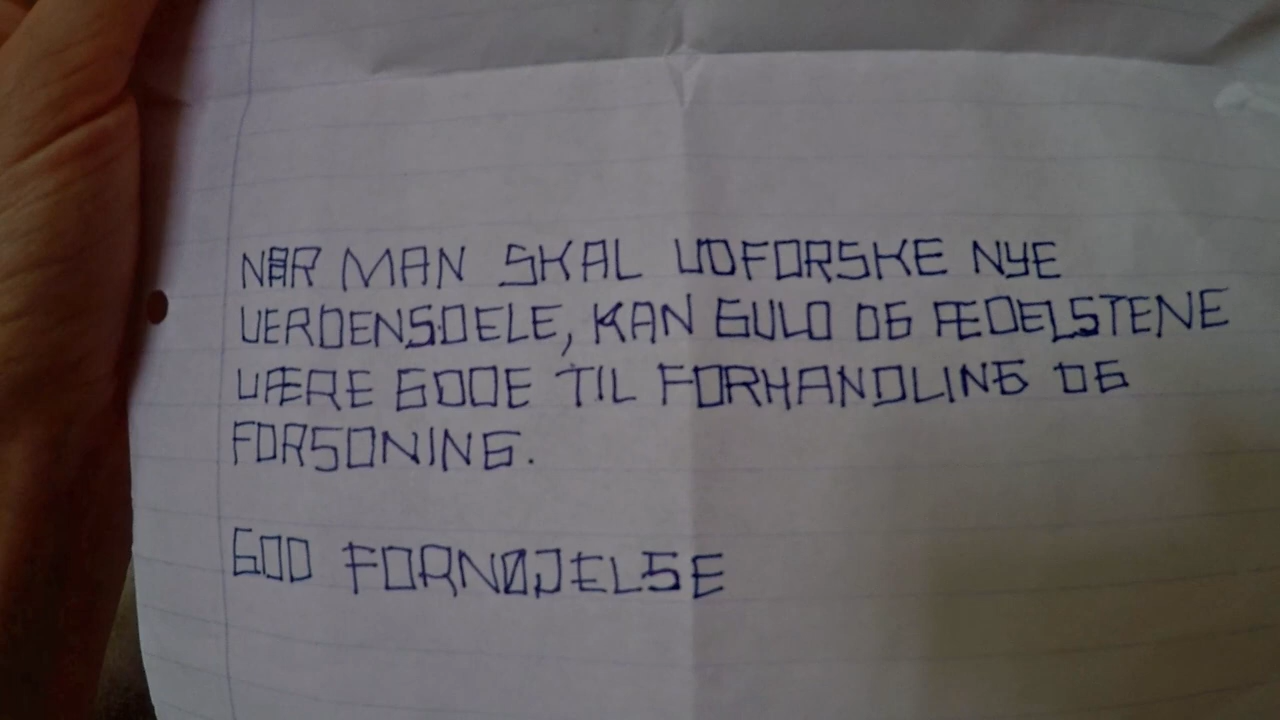 NÅR MAN SKAL UDFORSKE NYE
VERDENSDELE, KAN GULD OG ÆDELSTENE
VÆRE GODE TIL FORHANDLING OG
FORSONING.
GOD FORNØJELSE